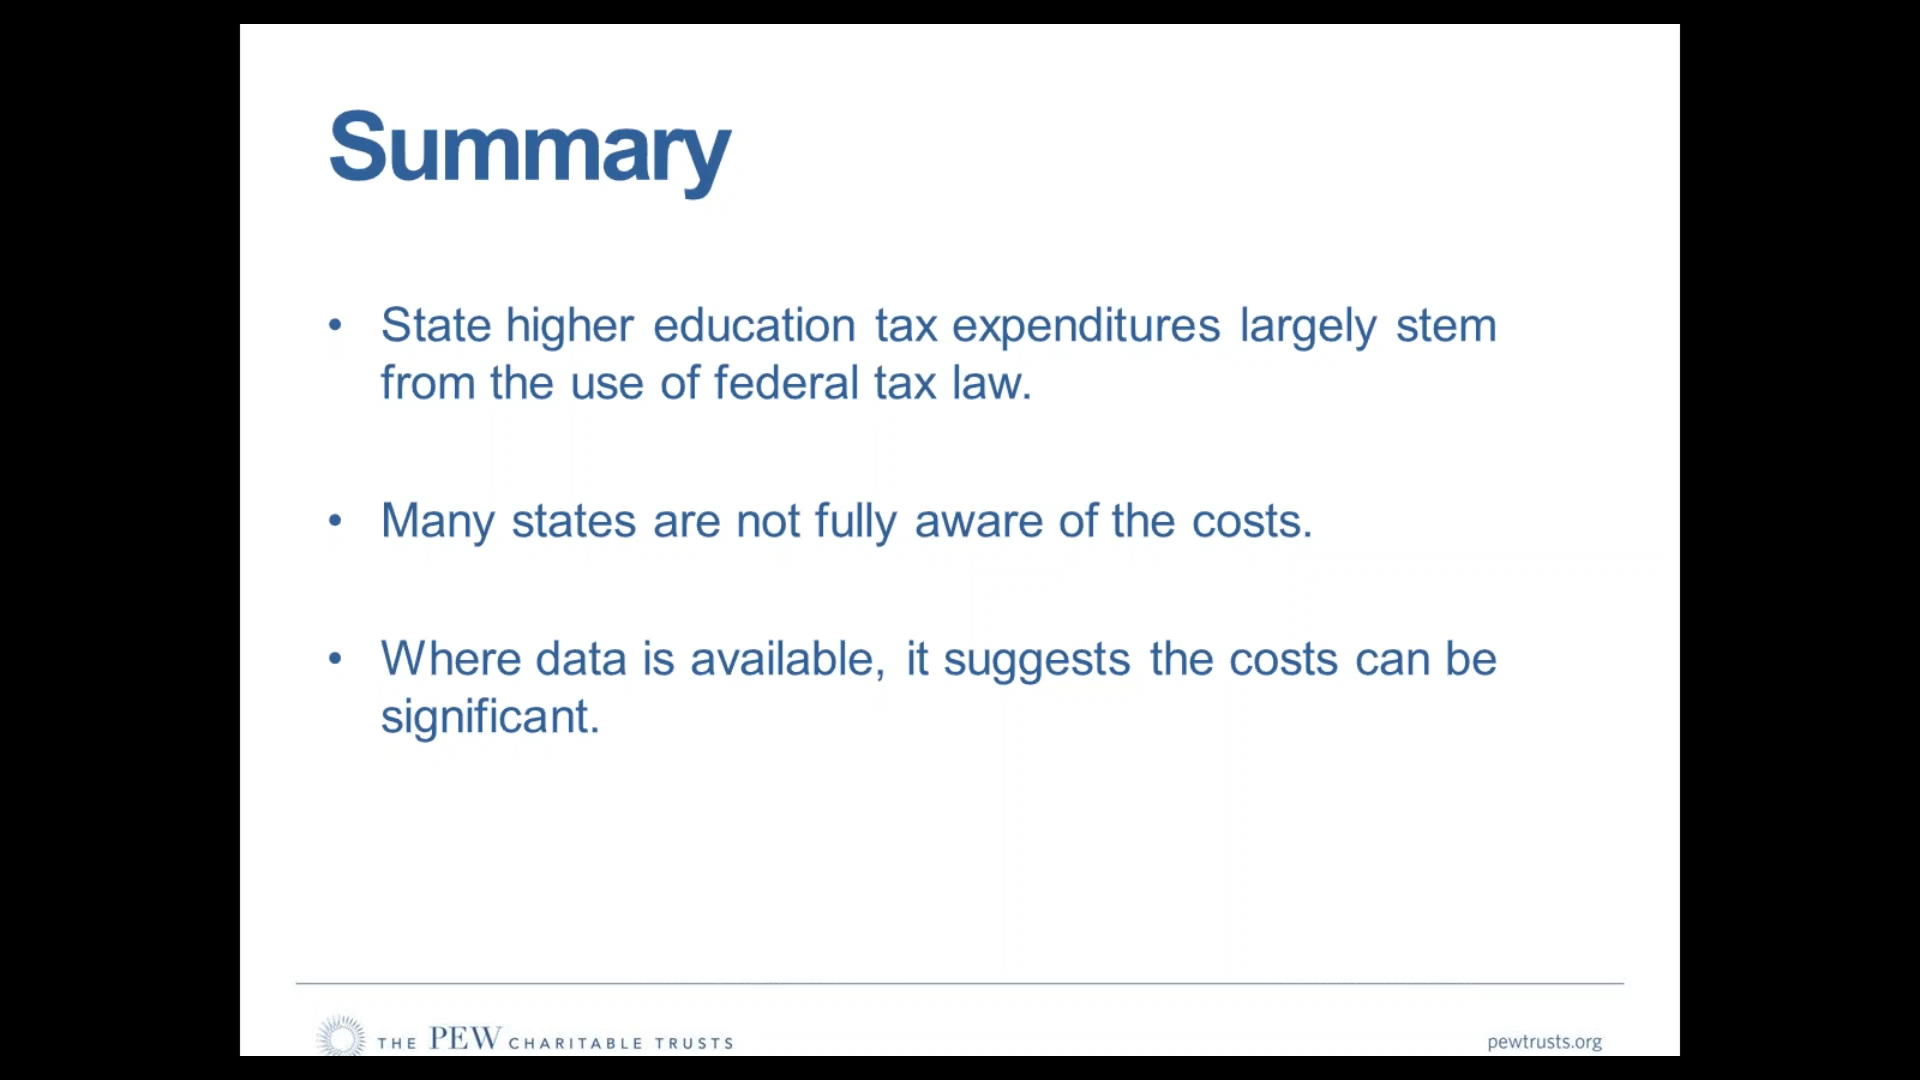 Summary
• State higher education tax expenditures largely stem
from the use of federal tax law.
• Many states are not fully aware of the costs.
• Where data is available, it suggests the costs can be
significant.
THE PEW CHARITABLE TRUSTS
pewtrusts.org